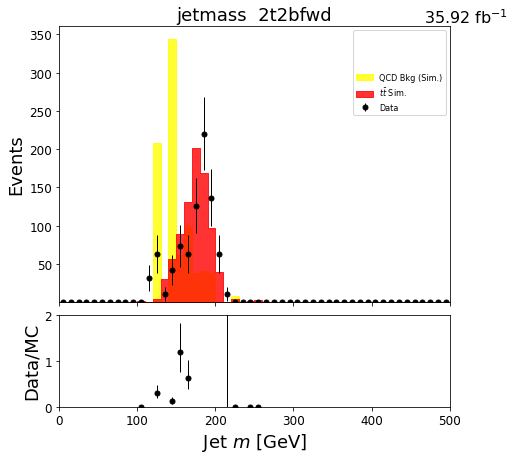 jetmass 2t2bfwd
35.92 fb⁻¹
QCD Bkg (Sim.)
tt̄ Sim.
Data
Events
350
300
250
200
150
100
50
Data/MC
2
1
0
0 100 200 300 400 500
Jet m [GeV]